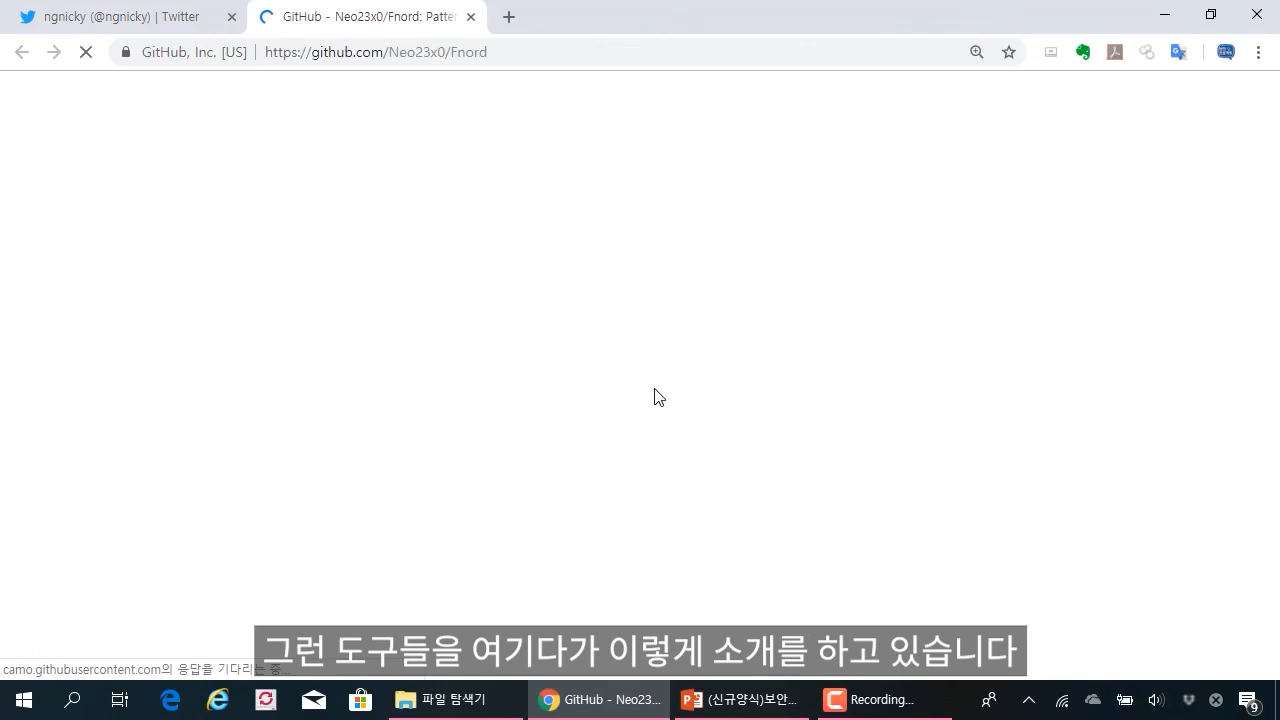 ngnicky (@ngnicky) | Twitter
GitHub - Neo23x0/Fnord: Patter
GitHub, Inc. [US]
https://github.com/Neo23x0/Fnord
그런 도구들을 여기다가 이렇게 소개를 하고 있습니다
camo.githubusercontent.com의 응답을 기다리는 중...
파일 탐색기
GitHub - Neo23...
(신규양식)보안...
Recording...
9